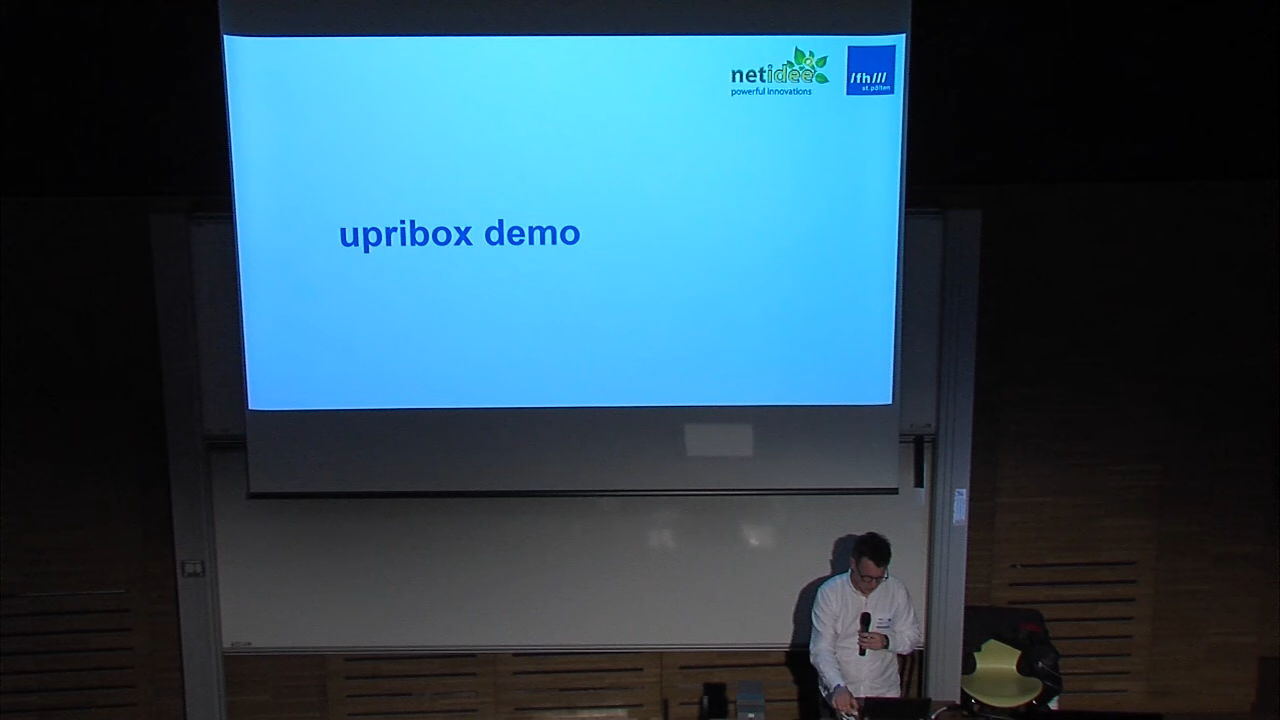 netidee
powerful innovations
/fh///
st.pölten
upribox demo